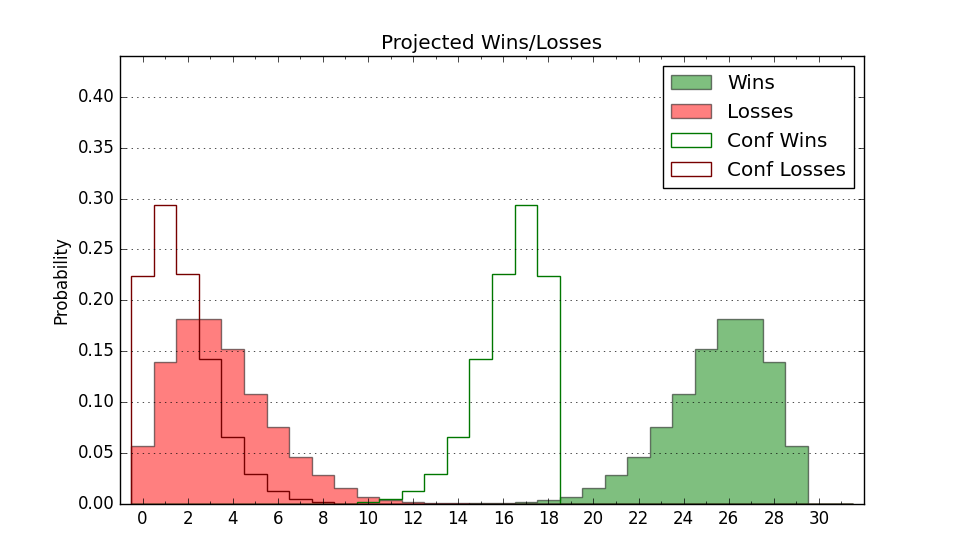 Projected Wins/Losses
Wins
Losses
Conf Wins
Conf Losses
Probability
0.40
0.35
0.30
0.25
0.20
0.15
0.10
0.05
0.00
0 2 4 6 8 10 12 14 16 18 20 22 24 26 28 30